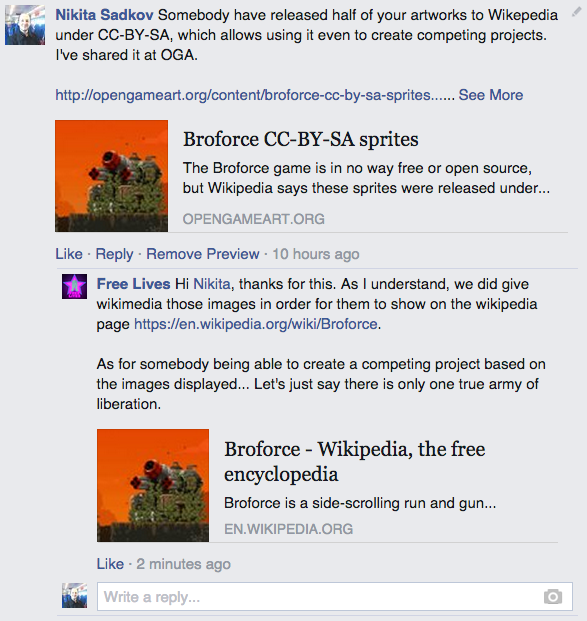 Nikita Sadkov Somebody have released half of your artworks to Wikepedia
under CC-BY-SA, which allows using it even to create competing projects.
I've shared it at OGA.
http://opengameart.org/content/broforce-cc-by-sa-sprites...... See More
Broforce CC-BY-SA sprites
The Broforce game is in no way free or open source,
but Wikipedia says these sprites were released under...
OPENGAMEART.ORG
Like · Reply · Remove Preview · 10 hours ago
Free Lives Hi Nikita, thanks for this. As I understand, we did give
wikimedia those images in order for them to show on the wikipedia
page https://en.wikipedia.org/wiki/Broforce.
As for somebody being able to create a competing project based on
the images displayed... Let's just say there is only one true army of
liberation.
Broforce - Wikipedia, the free
encyclopedia
Broforce is a side-scrolling run and gun...
EN.WIKIPEDIA.ORG
Like · 2 minutes ago
Write a reply...